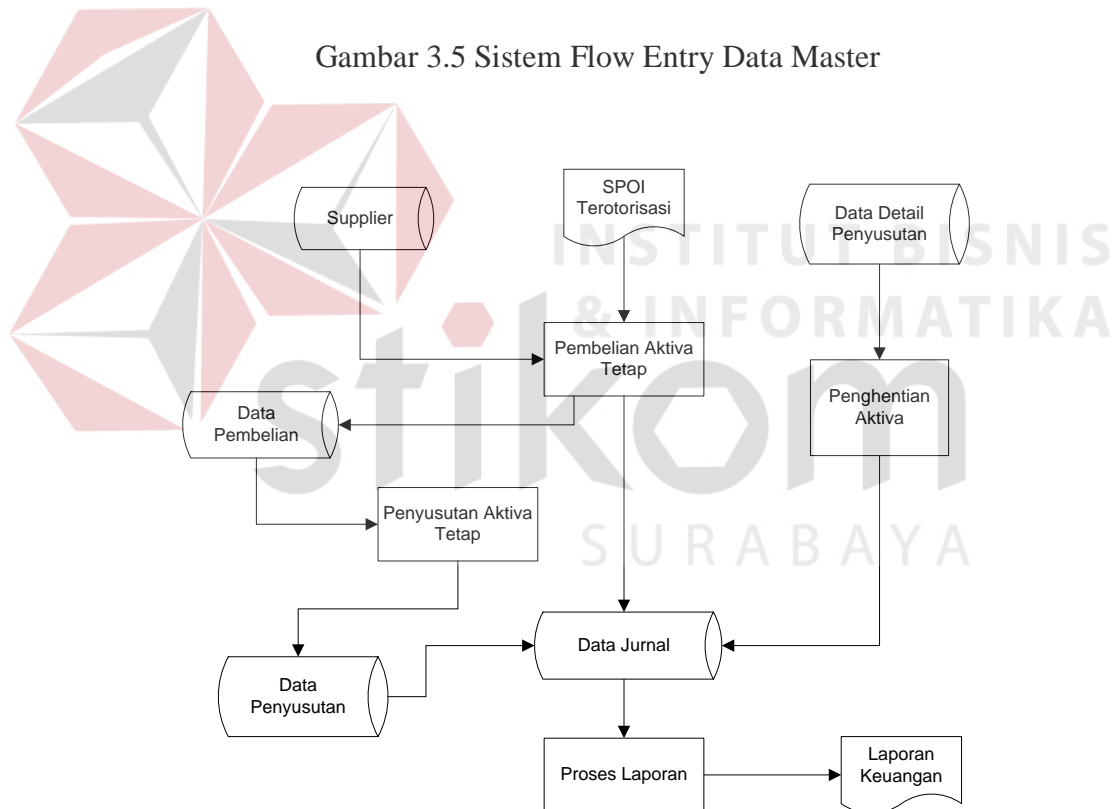 Gambar 3.5 Sistem Flow Entry Data Master
Supplier
SPOI
Terotorisasi
Data Detail
Penyusutan
INSTITUT BISNIS
& INFORMATIKA
Pembelian Aktiva
Tetap
Penghentian
Aktiva
stikom
Data
Pembelian
Penyusutan Aktiva
Tetap
SURABAYA
Data Jurnal
Data
Penyusutan
Proses Laporan
Laporan
Keuangan